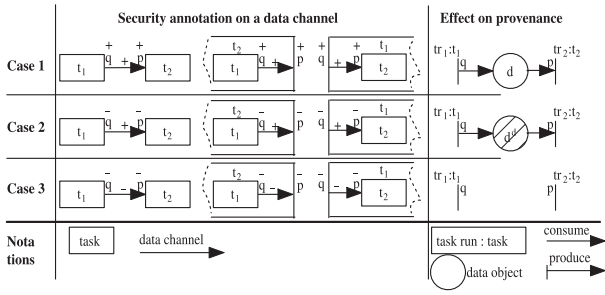 Security annotation on a data channel
Effect on provenance
Case 1
+ +
q + p
t₁ t₂
t₂
+ +
q + p
t₁
+ +
q + p
t₁
t₂
tr₁:t₁ tr₂:t₂
q d p
Case 2
− −
q + p
t₁ t₂
t₂
− −
q + p
t₁
− −
q + p
t₁
t₂
tr₁:t₁ tr₂:t₂
q dᵈ p
Case 3
− −
q − p
t₁ t₂
t₂
− −
q − p
t₁
− −
q − p
t₁
t₂
tr₁:t₁ tr₂:t₂
q p
Nota
tions
task
data channel
task run : task
consume
data object
produce